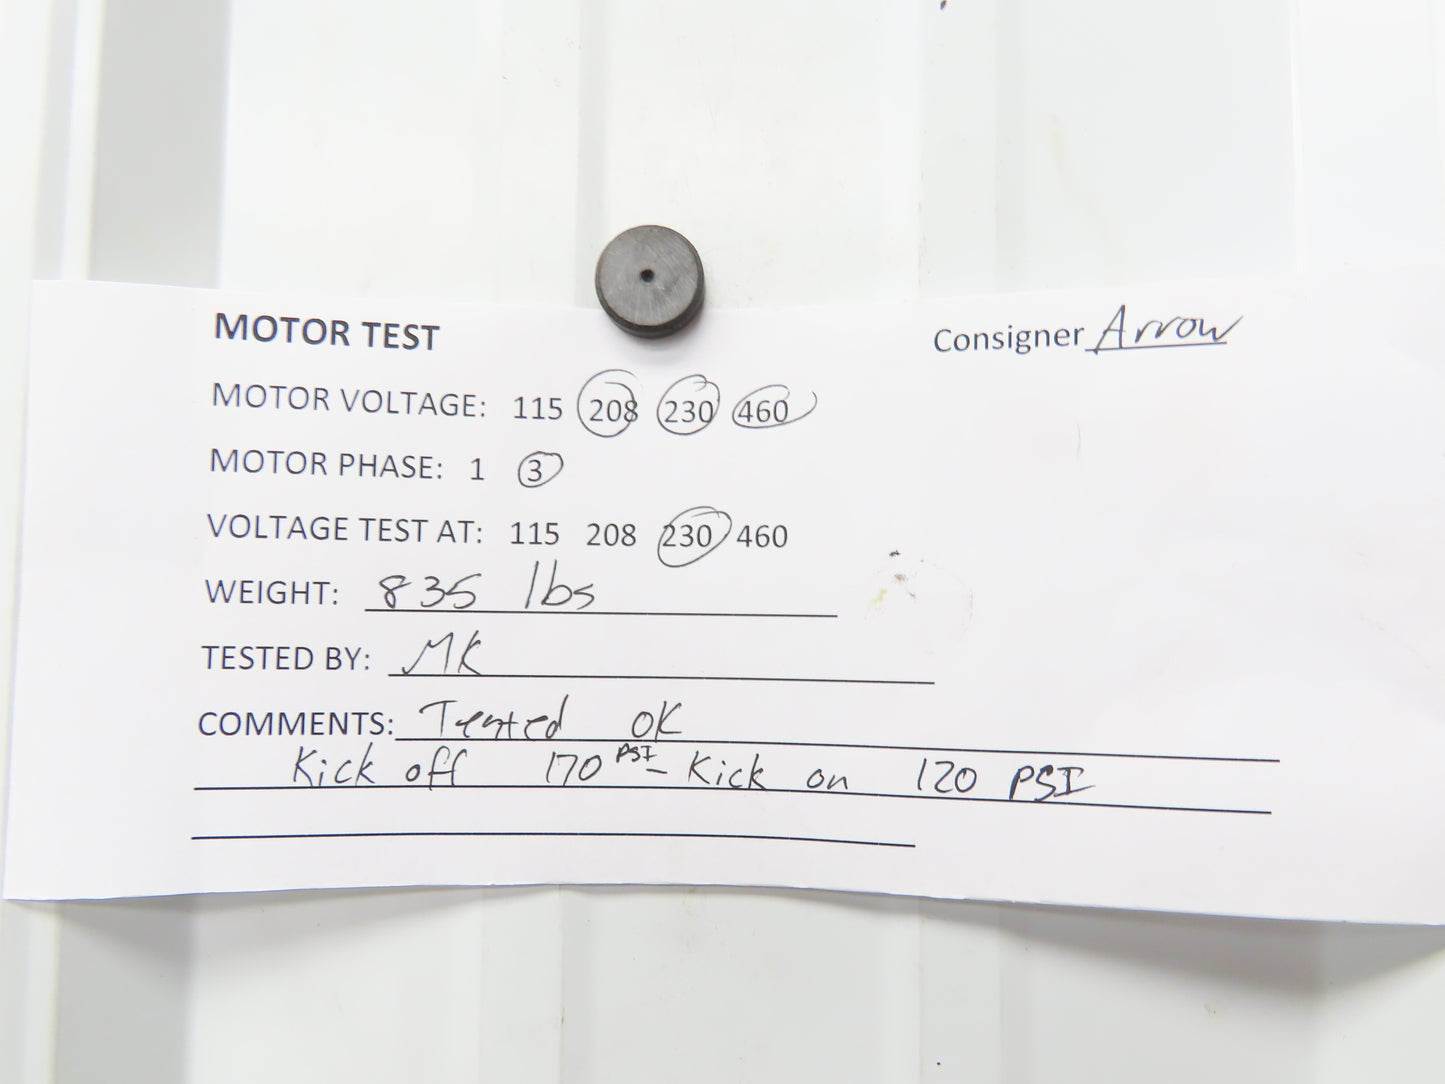 MOTOR TEST Consigner Arrow
MOTOR VOLTAGE: 115 208 230 460
MOTOR PHASE: 1 3
VOLTAGE TEST AT: 115 208 230 460
WEIGHT: 835 lbs
TESTED BY: MK
COMMENTS: Tested OK
Kick off 170 PSI - Kick on 120 PSI